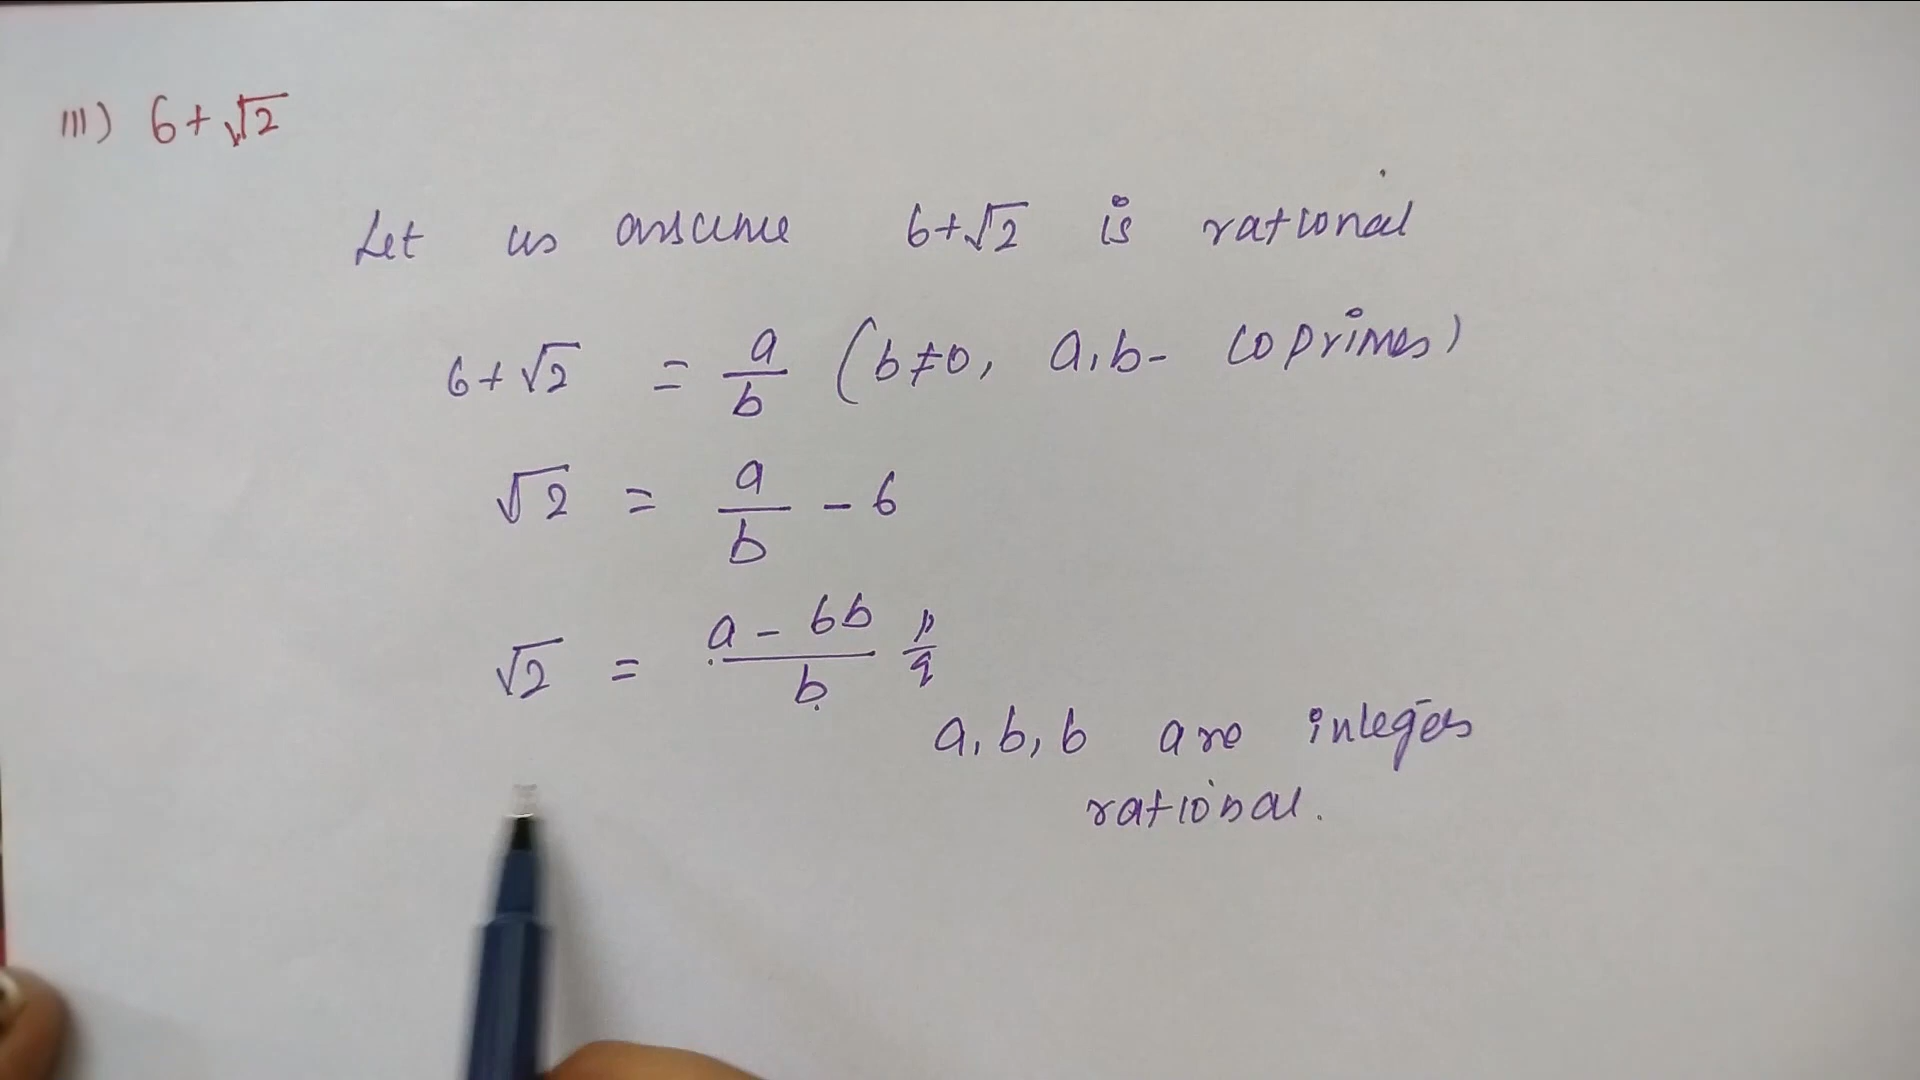 III) 6+√2
Let us assume 6+√2 is rational
6+√2 = a/b (b≠0, a,b- coprimes)
√2 = a/b - 6
√2 = a - 6b/b p/q
a, b, b are integers
rational.